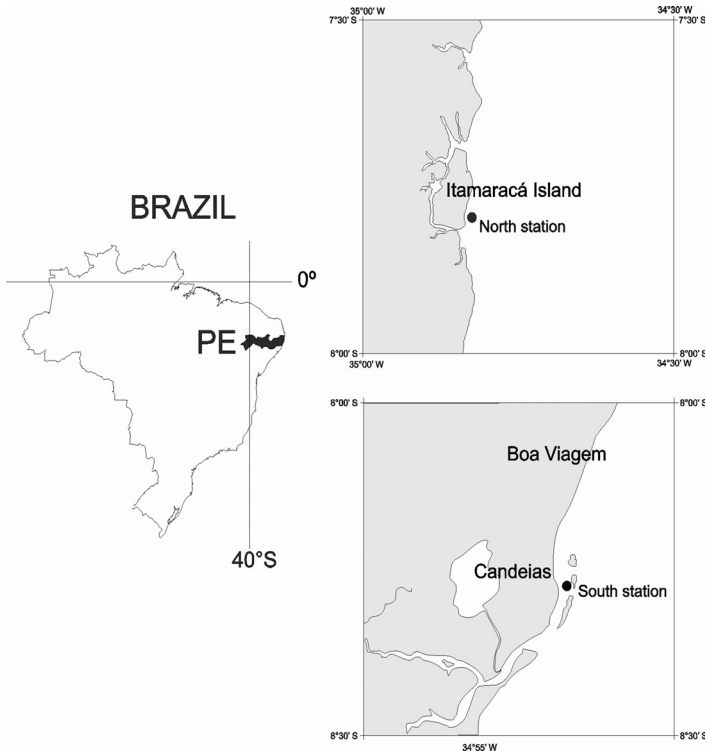 BRAZIL
0º
PE
40°S
35°00' W
34°30' W
7°30' S
7°30' S
Itamaracá Island
North station
8°00' S
8°00' S
35°00' W
34°30' W
8°00' S
8°00' S
Boa Viagem
Candeias
South station
8°30' S
8°30' S
34°55' W